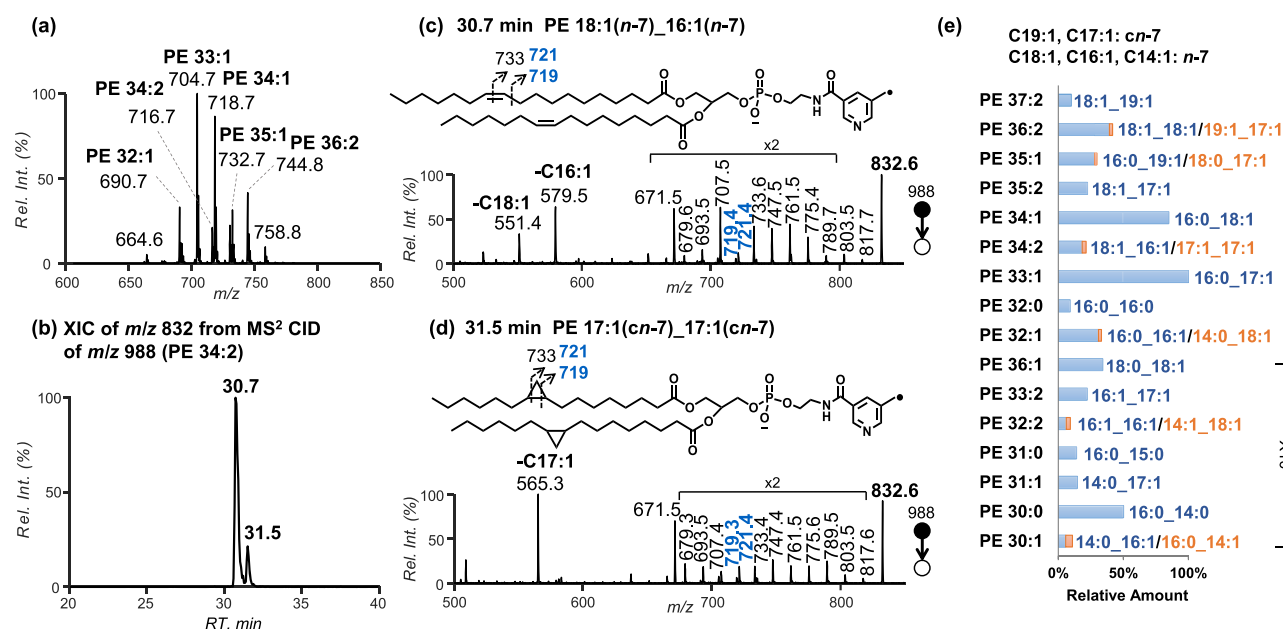 (a)
PE 33:1
704.7
PE 34:2
716.7
PE 34:1
718.7
PE 35:1
732.7
PE 36:2
744.8
PE 32:1
690.7
664.6
758.8
Rel. Int. (%)
100
50
0
600 650 700 750 800 850
m/z
(b) XIC of m/z 832 from MS² CID
of m/z 988 (PE 34:2)
30.7
31.5
Rel. Int. (%)
100
50
0
20 25 30 35 40
RT, min
(c) 30.7 min PE 18:1(n-7)_16:1(n-7)
733 721
719
O
O
O
O
O
P
O
O
O
N
H
O
N
x2
832.6
988
-C16:1
579.5
-C18:1
551.4
671.5
679.6
693.5
707.5
719.4
721.4
733.6
747.5
761.5
775.4
789.7
803.5
817.7
Rel. Int. (%)
100
50
0
500 600 700 800
m/z
(d) 31.5 min PE 17:1(cn-7)_17:1(cn-7)
733 721
719
O
O
O
O
O
P
O
O
O
N
H
O
N
x2
832.6
988
-C17:1
565.3
671.5
679.3
693.5
707.4
719.3
721.4
733.4
747.4
761.5
775.6
789.5
803.5
817.6
Rel. Int. (%)
100
50
0
500 600 700 800
m/z
(e)
C19:1, C17:1: cn-7
C18:1, C16:1, C14:1: n-7
PE 37:2 18:1_19:1
PE 36:2 18:1_18:1/19:1_17:1
PE 35:1 16:0_19:1/18:0_17:1
PE 35:2 18:1_17:1
PE 34:1 16:0_18:1
PE 34:2 18:1_16:1/17:1_17:1
PE 33:1 16:0_17:1
PE 32:0 16:0_16:0
PE 32:1 16:0_16:1/14:0_18:1
PE 36:1 18:0_18:1
PE 33:2 16:1_17:1
PE 32:2 16:1_16:1/14:1_18:1
PE 31:0 16:0_15:0
PE 31:1 14:0_17:1
PE 30:0 16:0_14:0
PE 30:1 14:0_16:1/16:0_14:1
0% 50% 100%
Relative Amount